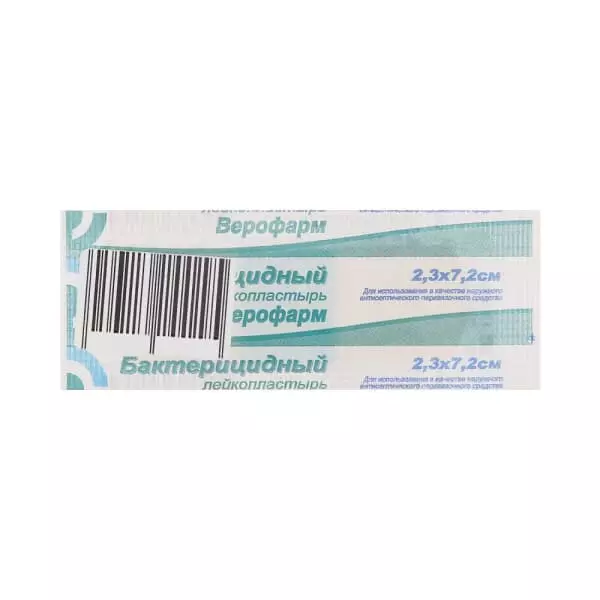 лейкопластырь
Верофарм
цидный
2,3х7,2см
Для использования в качестве наружного
антисептического перевязочного средства
копластырь
ерофарм
Бактерицидный
2,3х7,2см
Для использования в качестве наружного
антисептического перевязочного средства
лейкопластырь